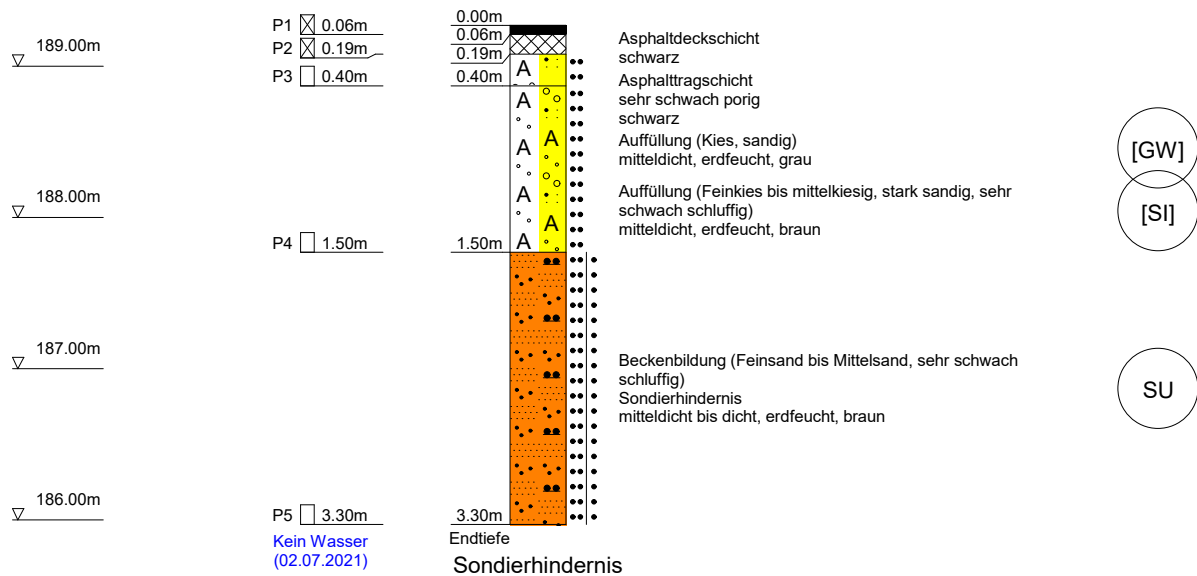 189.00m
188.00m
187.00m
186.00m
P1 0.06m
P2 0.19m
P3 0.40m
P4 1.50m
P5 3.30m
Kein Wasser
(02.07.2021)
0.00m
0.06m
0.19m
0.40m
1.50m
3.30m
Endtiefe
Sondierhindernis
A
A
A
A
A
A
A
Asphaltdeckschicht
schwarz
Asphalttragschicht
sehr schwach porig
schwarz
Auffüllung (Kies, sandig)
mitteldicht, erdfeucht, grau
Auffüllung (Feinkies bis mittelkiesig, stark sandig, sehr
schwach schluffig)
mitteldicht, erdfeucht, braun
Beckenbildung (Feinsand bis Mittelsand, sehr schwach
schluffig)
Sondierhindernis
mitteldicht bis dicht, erdfeucht, braun
[GW]
[SI]
SU